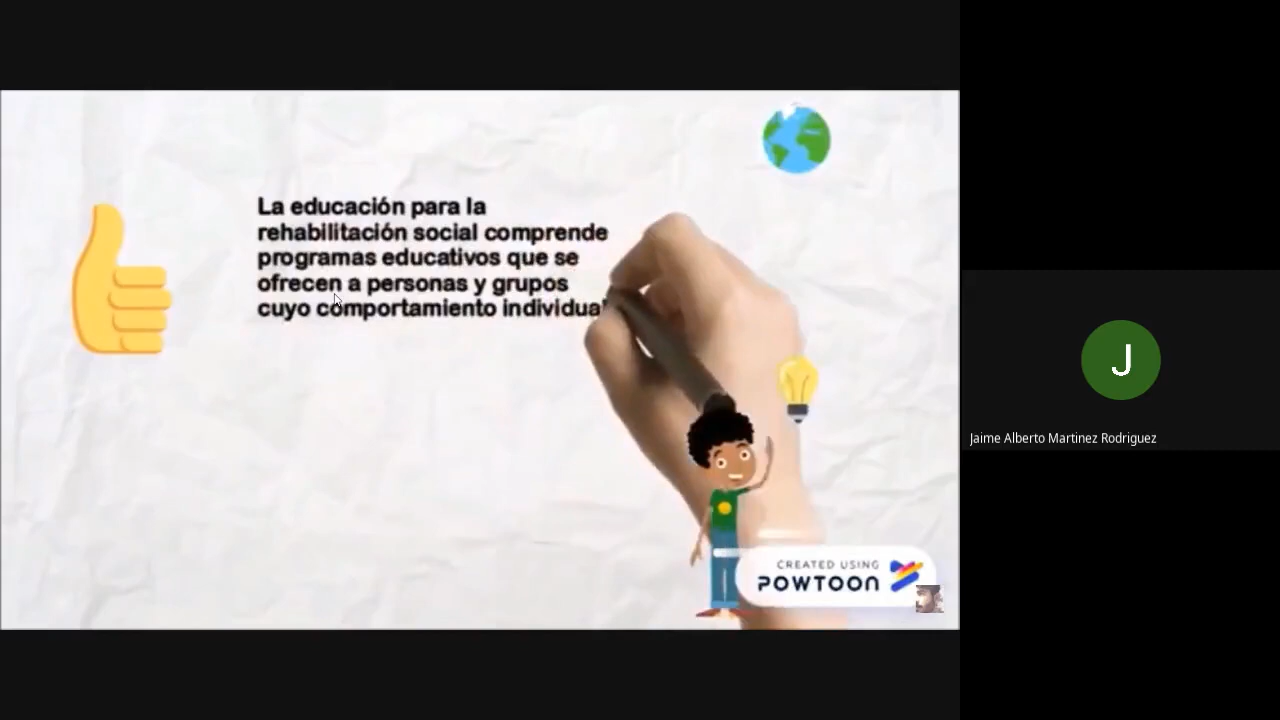 La educación para la
rehabilitación social comprende
programas educativos que se
ofrecen a personas y grupos
cuyo comportamiento individual
CREATED USING
POWTOON
J
Jaime Alberto Martinez Rodriguez